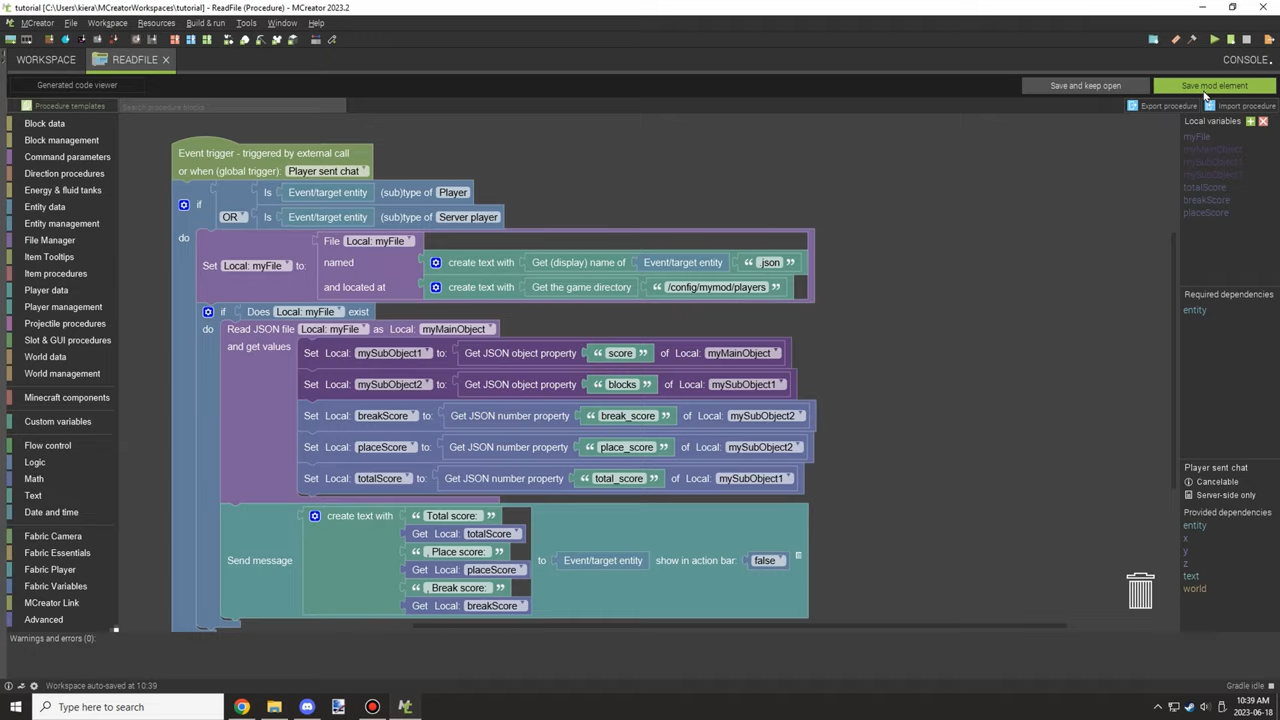 tutorial [C:\Users\kiera\MCreatorWorkspaces\tutorial] - ReadFile (Procedure) - MCreator 2023.2
MCreator File Workspace Resources Build & run Tools Window Help
WORKSPACE READFILE CONSOLE
Generated code viewer Save and keep open Save mod element
Procedure templates Search procedure blocks Export procedure Import procedure
Local variables
myFile
myMainObject
mySubObject1
totalScore
breakScore
placeScore
Required dependencies
entity
Player sent chat
Cancelable
Server-side only
Provided dependencies
entity
x
y
z
text
world
Block data
Block management
Command parameters
Direction procedures
Energy & fluid tanks
Entity data
Entity management
File Manager
Item Tooltips
Item procedures
Player data
Player management
Projectile procedures
Slot & GUI procedures
World data
World management
Minecraft components
Custom variables
Flow control
Logic
Math
Text
Date and time
Fabric Camera
Fabric Essentials
Fabric Player
Fabric Variables
MCreator Link
Advanced
Event trigger - triggered by external call
or when (global trigger): Player sent chat
if Is Event/target entity (sub)type of Player
OR Is Event/target entity (sub)type of Server player
do
File Local: myFile
Set Local: myFile to: named create text with Get (display) name of Event/target entity “ .json ”
and located at create text with Get the game directory “ /config/mymod/players ”
if Does Local: myFile exist
do Read JSON file Local: myFile as Local: myMainObject
and get values
Set Local: mySubObject1 to: Get JSON object property “ score ” of Local: myMainObject
Set Local: mySubObject2 to: Get JSON object property “ blocks ” of Local: mySubObject1
Set Local: breakScore to: Get JSON number property “ break_score ” of Local: mySubObject2
Set Local: placeScore to: Get JSON number property “ place_score ” of Local: mySubObject2
Set Local: totalScore to: Get JSON number property “ total_score ” of Local: mySubObject1
create text with “ Total score: ”
Get Local: totalScore
“ , Place score: ”
Send message to Event/target entity show in action bar: false
Get Local: placeScore
“ , Break score: ”
Get Local: breakScore
Warnings and errors (0):
Workspace auto-saved at 10:39 Gradle idle
Type here to search
10:39 AM
2023-06-18